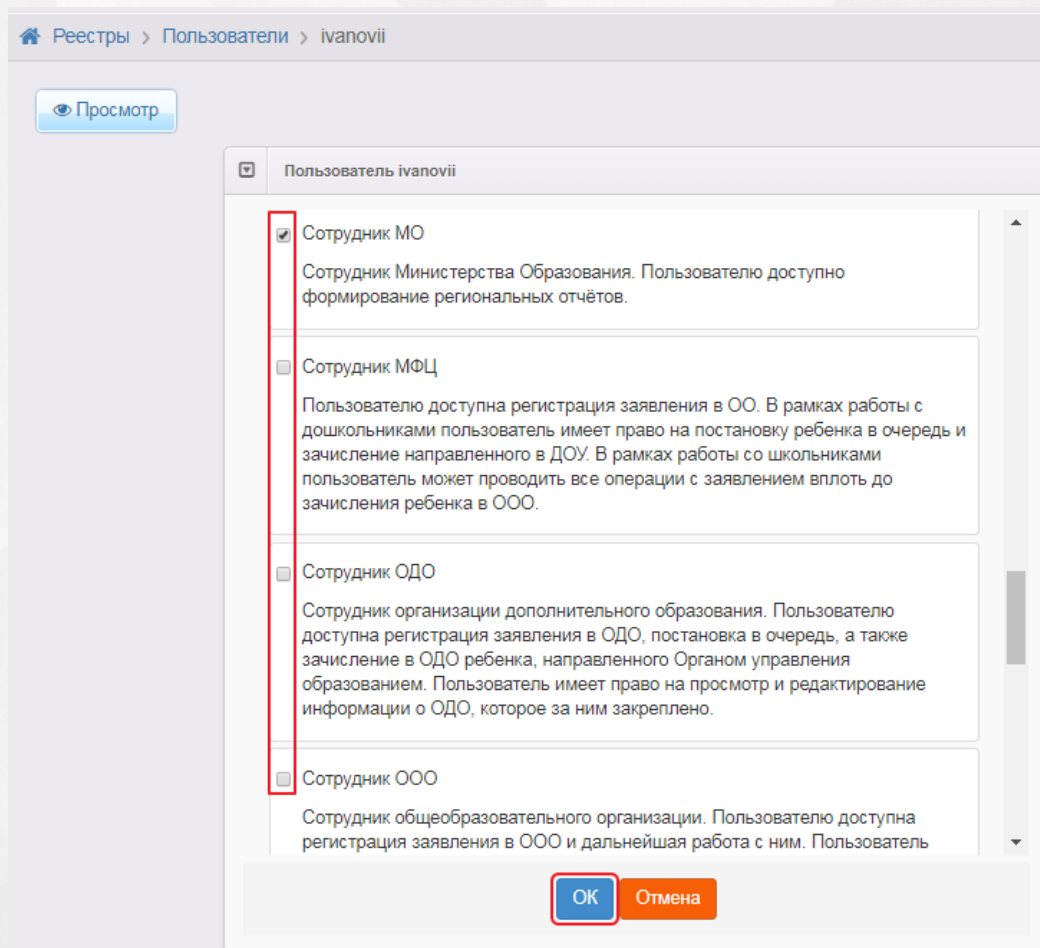 Реестры > Пользователи > ivanovii
Просмотр
Пользователь ivanovii
Сотрудник МО
Сотрудник Министерства Образования. Пользователю доступно
формирование региональных отчётов.
Сотрудник МФЦ
Пользователю доступна регистрация заявления в ОО. В рамках работы с
дошкольниками пользователь имеет право на постановку ребенка в очередь и
зачисление направленного в ДОУ. В рамках работы со школьниками
пользователь может проводить все операции с заявлением вплоть до
зачисления ребенка в ООО.
Сотрудник ОДО
Сотрудник организации дополнительного образования. Пользователю
доступна регистрация заявления в ОДО, постановка в очередь, а также
зачисление в ОДО ребенка, направленного Органом управления
образованием. Пользователь имеет право на просмотр и редактирование
информации о ОДО, которое за ним закреплено.
Сотрудник ООО
Сотрудник общеобразовательного организации. Пользователю доступна
регистрация заявления в ООО и дальнейшая работа с ним. Пользователь
ОК Отмена